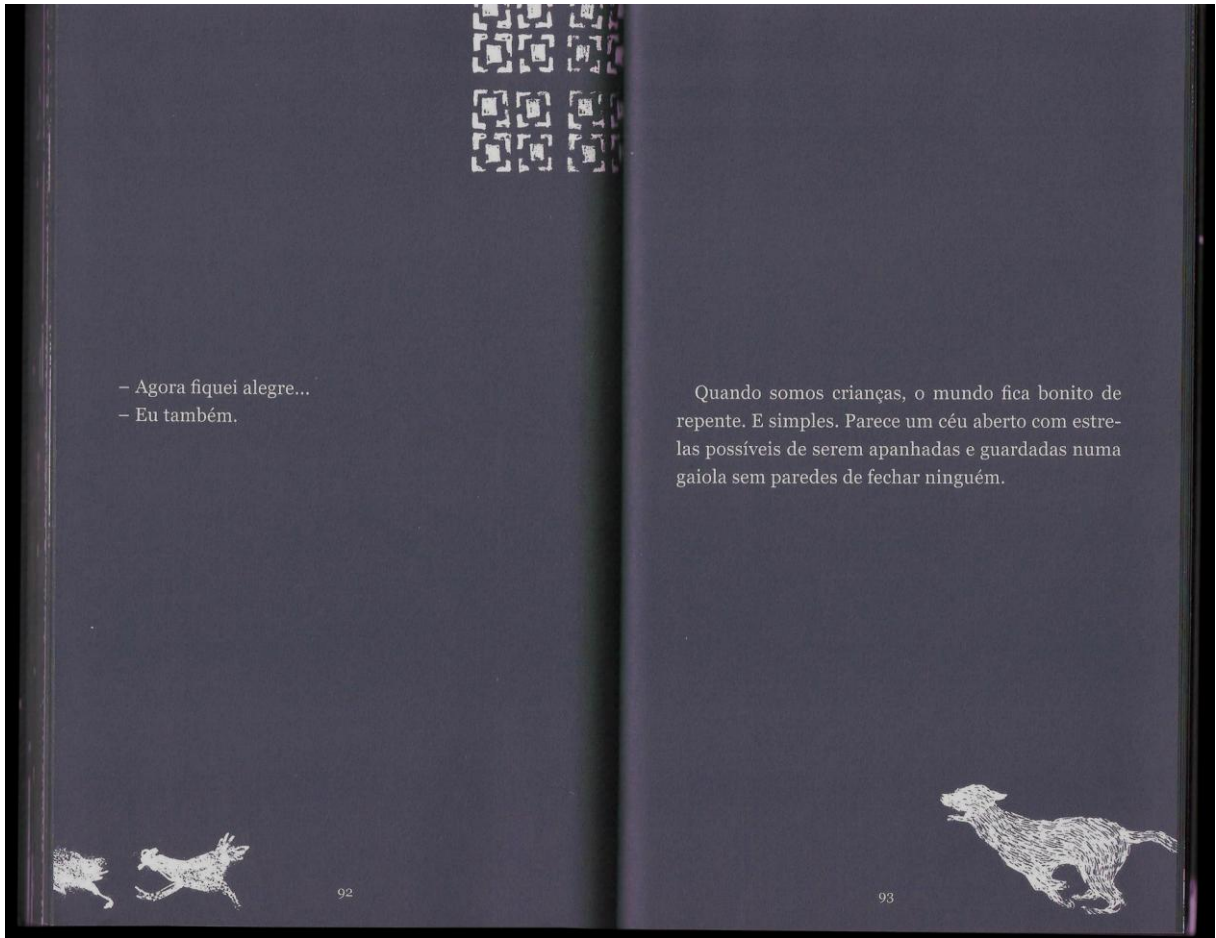 – Agora fiquei alegre...
– Eu também.
92
Quando somos crianças, o mundo fica bonito de
repente. E simples. Parece um céu aberto com estre-
las possíveis de serem apanhadas e guardadas numa
gaiola sem paredes de fechar ninguém.
93